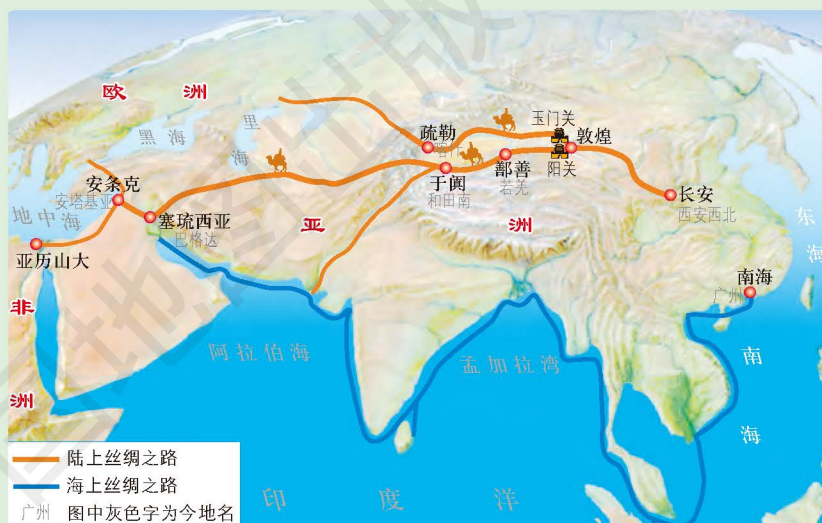 欧洲
黑海
里海
疏勒
喀什
玉门关
敦煌
阳关
鄯善
若羌
于阗
和田南
长安
西安西北
安条克
安塔基亚
地中海
塞琉西亚
巴格达
亚历山大
亚洲
东海
南海
广州
非洲
阿拉伯海
孟加拉湾
南海
印度洋
陆上丝绸之路
海上丝绸之路
广州 图中灰色字为今地名